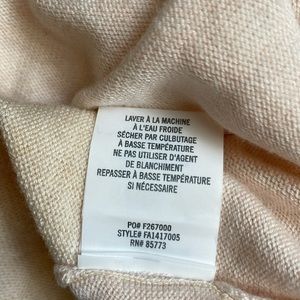 LAVER À LA MACHINE
À L'EAU FROIDE
SÉCHER PAR CULBUTAGE
À BASSE TEMPÉRATURE
NE PAS UTILISER D'AGENT
DE BLANCHIMENT
REPASSER À BASSE TEMPÉRATURE
SI NÉCESSAIRE
PO# F267000
STYLE# FA1417005
RN# 85773